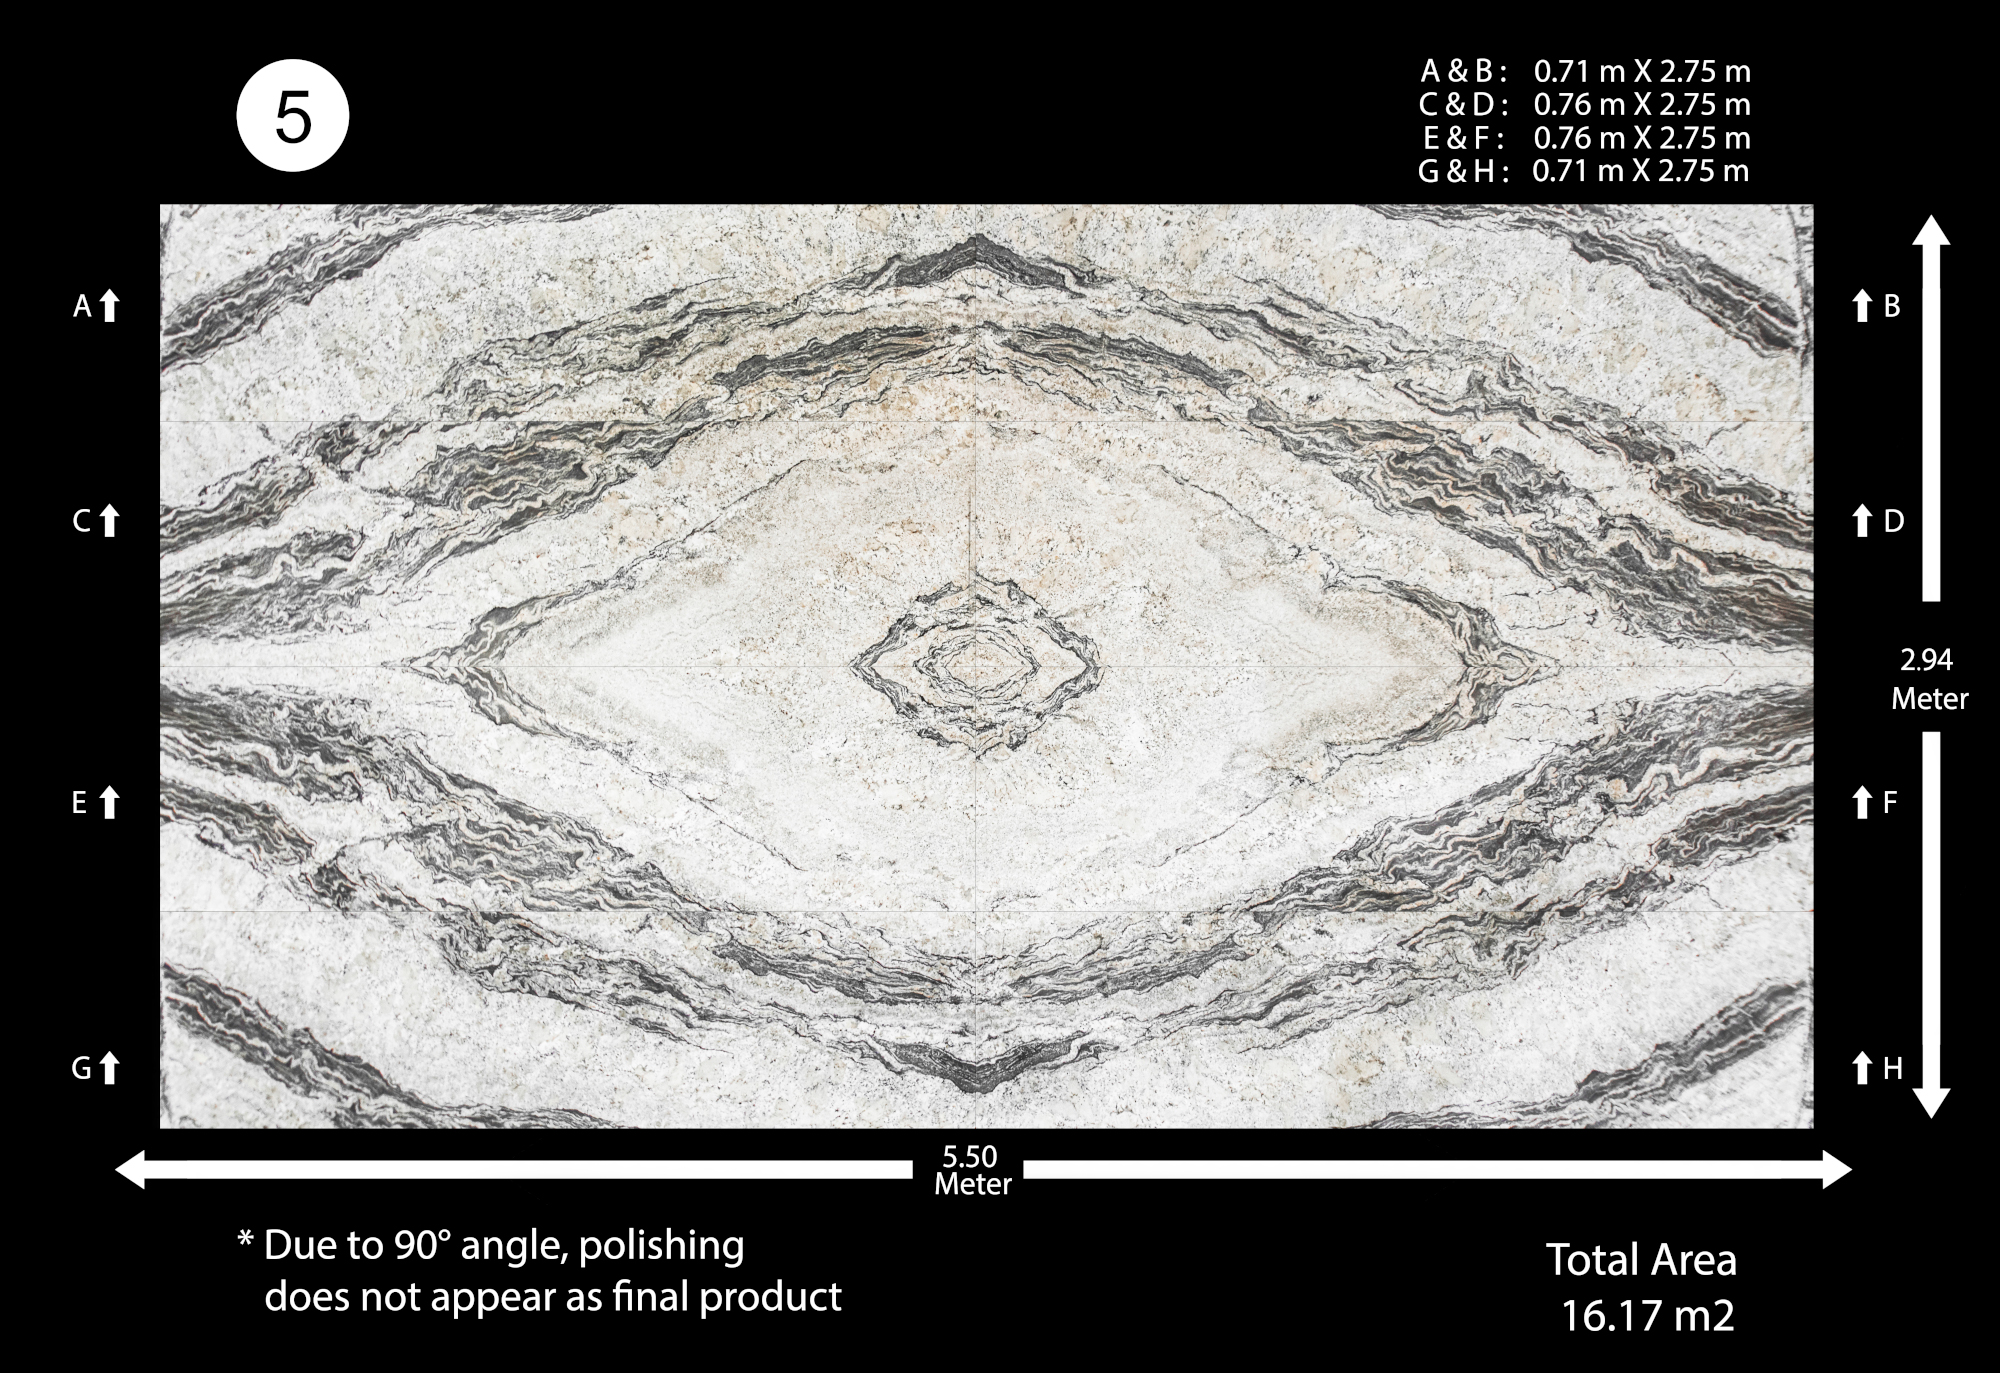 5
A & B : 0.71 m X 2.75 m
C & D : 0.76 m X 2.75 m
E & F : 0.76 m X 2.75 m
G & H : 0.71 m X 2.75 m
A
B
C
D
2.94
Meter
E
F
G
H
5.50
Meter
* Due to 90° angle, polishing
does not appear as final product
Total Area
16.17 m2